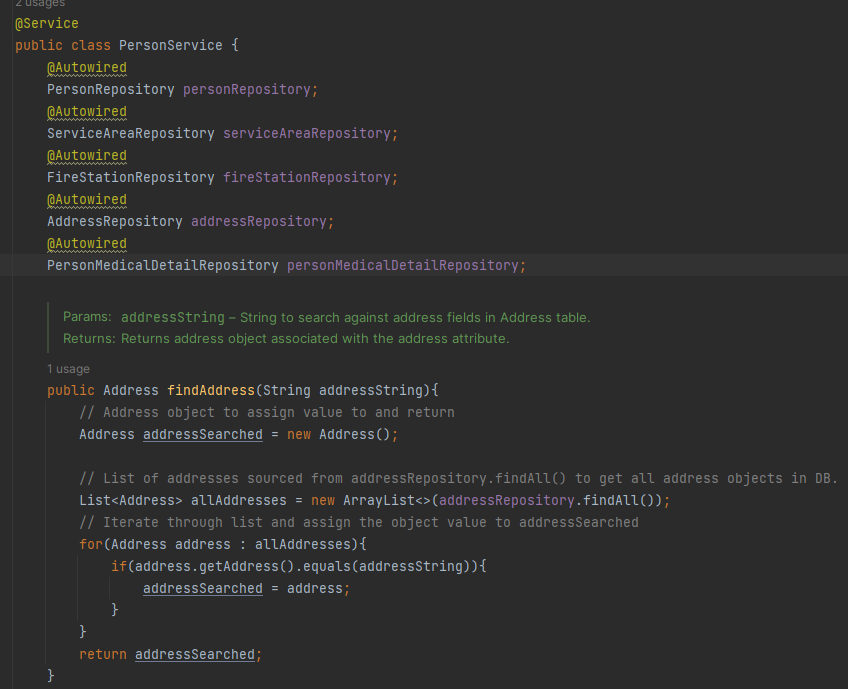 2 usages
@Service
public class PersonService {
@Autowired
PersonRepository personRepository;
@Autowired
ServiceAreaRepository serviceAreaRepository;
@Autowired
FireStationRepository fireStationRepository;
@Autowired
AddressRepository addressRepository;
@Autowired
PersonMedicalDetailRepository personMedicalDetailRepository;
Params: addressString – String to search against address fields in Address table.
Returns: Returns address object associated with the address attribute.
1 usage
public Address findAddress(String addressString){
// Address object to assign value to and return
Address addressSearched = new Address();
// List of addresses sourced from addressRepository.findAll() to get all address objects in DB.
List<Address> allAddresses = new ArrayList<>(addressRepository.findAll());
// Iterate through list and assign the object value to addressSearched
for(Address address : allAddresses){
if(address.getAddress().equals(addressString)){
addressSearched = address;
}
}
return addressSearched;
}